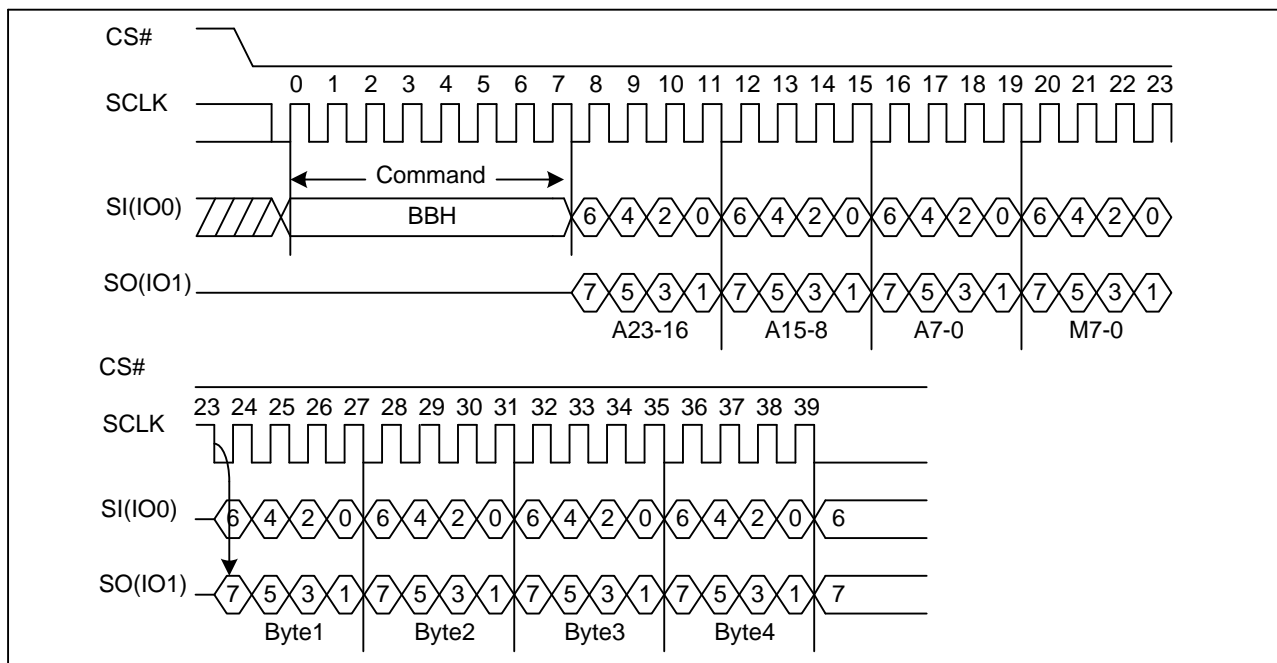 CS#
0 1 2 3 4 5 6 7 8 9 10 11 12 13 14 15 16 17 18 19 20 21 22 23
SCLK
Command
SI(IO0) BBH 6 4 2 0 6 4 2 0 6 4 2 0 6 4 2 0
SO(IO1) 7 5 3 1 7 5 3 1 7 5 3 1 7 5 3 1
A23-16 A15-8 A7-0 M7-0
CS#
23 24 25 26 27 28 29 30 31 32 33 34 35 36 37 38 39
SCLK
SI(IO0) 6 4 2 0 6 4 2 0 6 4 2 0 6 4 2 0 6
SO(IO1) 7 5 3 1 7 5 3 1 7 5 3 1 7 5 3 1 7
Byte1 Byte2 Byte3 Byte4